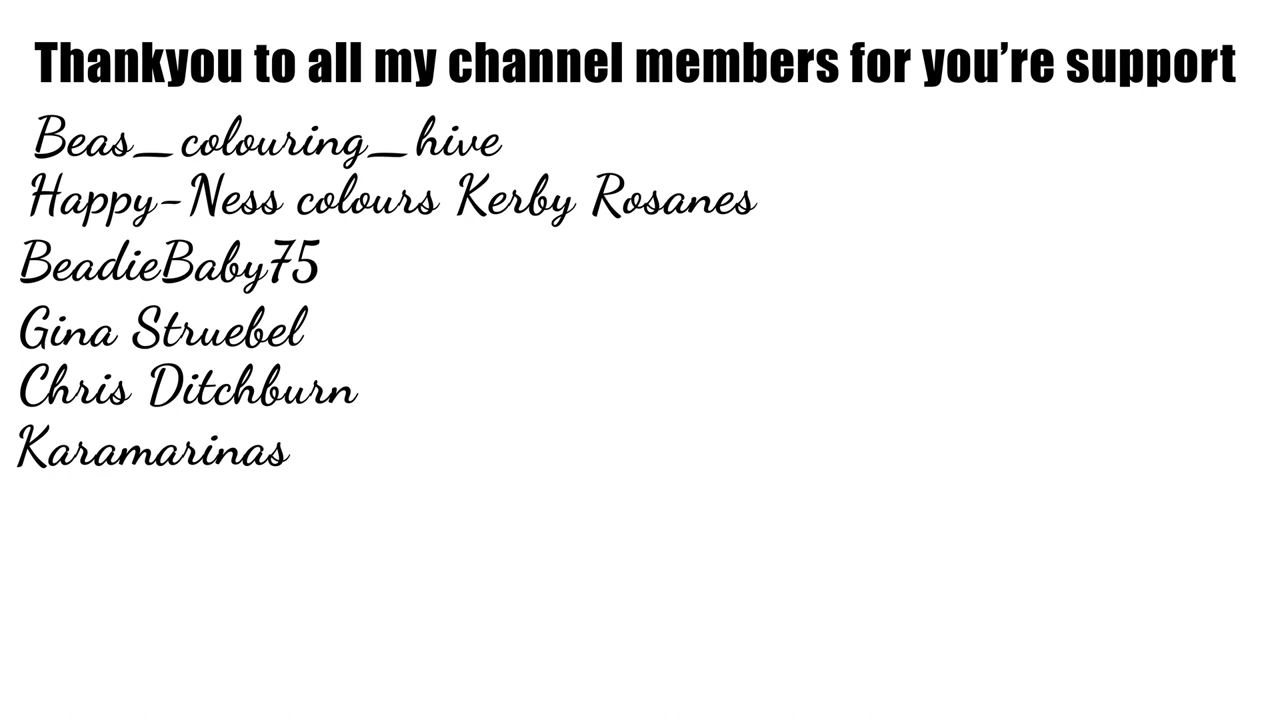 Thankyou to all my channel members for you’re support
Beas_colouring_hive
Happy-Ness colours Kerby Rosanes
BeadieBaby75
Gina Struebel
Chris Ditchburn
Karamarinas